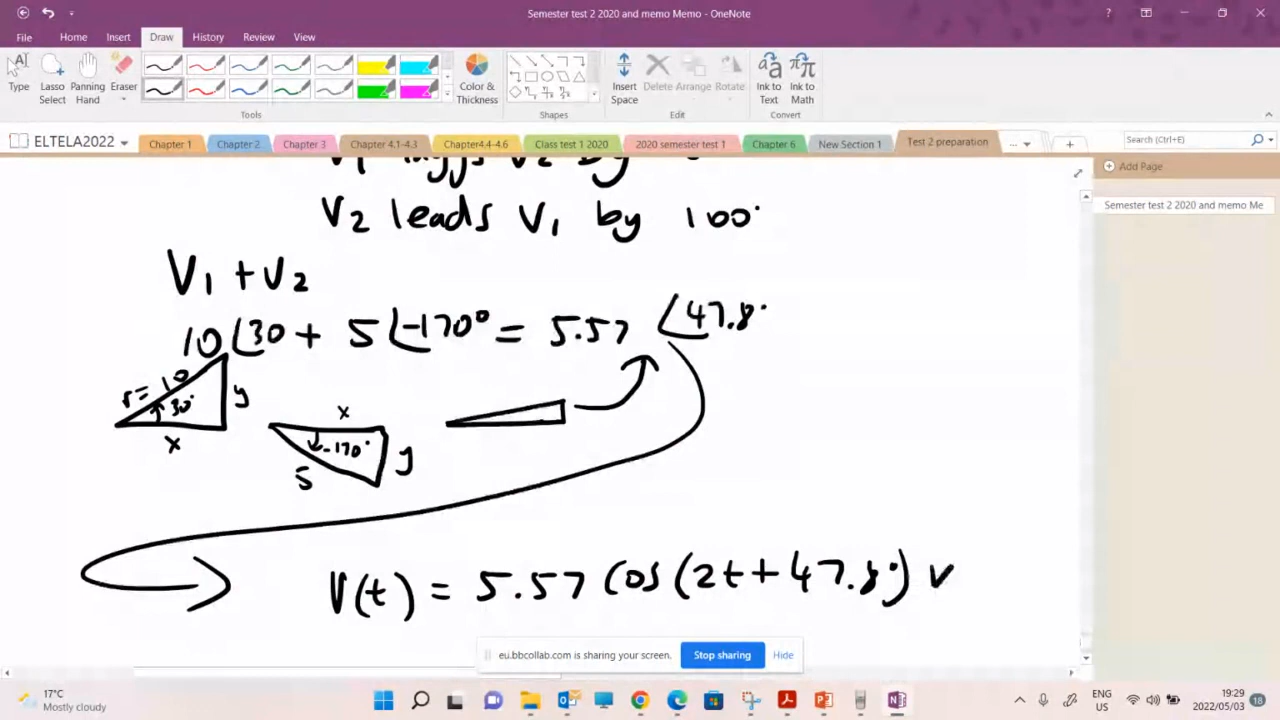 Semester test 2 2020 and memo Memo - OneNote
File Home Insert Draw History Review View
Type Lasso Select Panning Hand Eraser Color & Thickness Insert Space Delete Arrange Rotate Ink to Text Ink to Math
Tools Shapes Edit Convert
ELTELA2022 Chapter 1 Chapter 2 Chapter 3 Chapter 4.1-4.3 Chapter4.4-4.6 Class test 1 2020 2020 semester test 1 Chapter 6 New Section 1 Test 2 preparation ... Search (Ctrl+E)
Add Page
Semester test 2 2020 and memo Me
V2 by
V2 leads V1 by 100°
V1 + V2
10∠30 + 5∠-170° = 5.57 ∠47.8°
r = 10 30° y x
x -170° 5 y
V(t) = 5.57 cos(2t + 47.8°) V
eu.bbcollab.com is sharing your screen. Stop sharing Hide
17°C
Mostly cloudy
ENG
US
19:29
2022/05/03
18